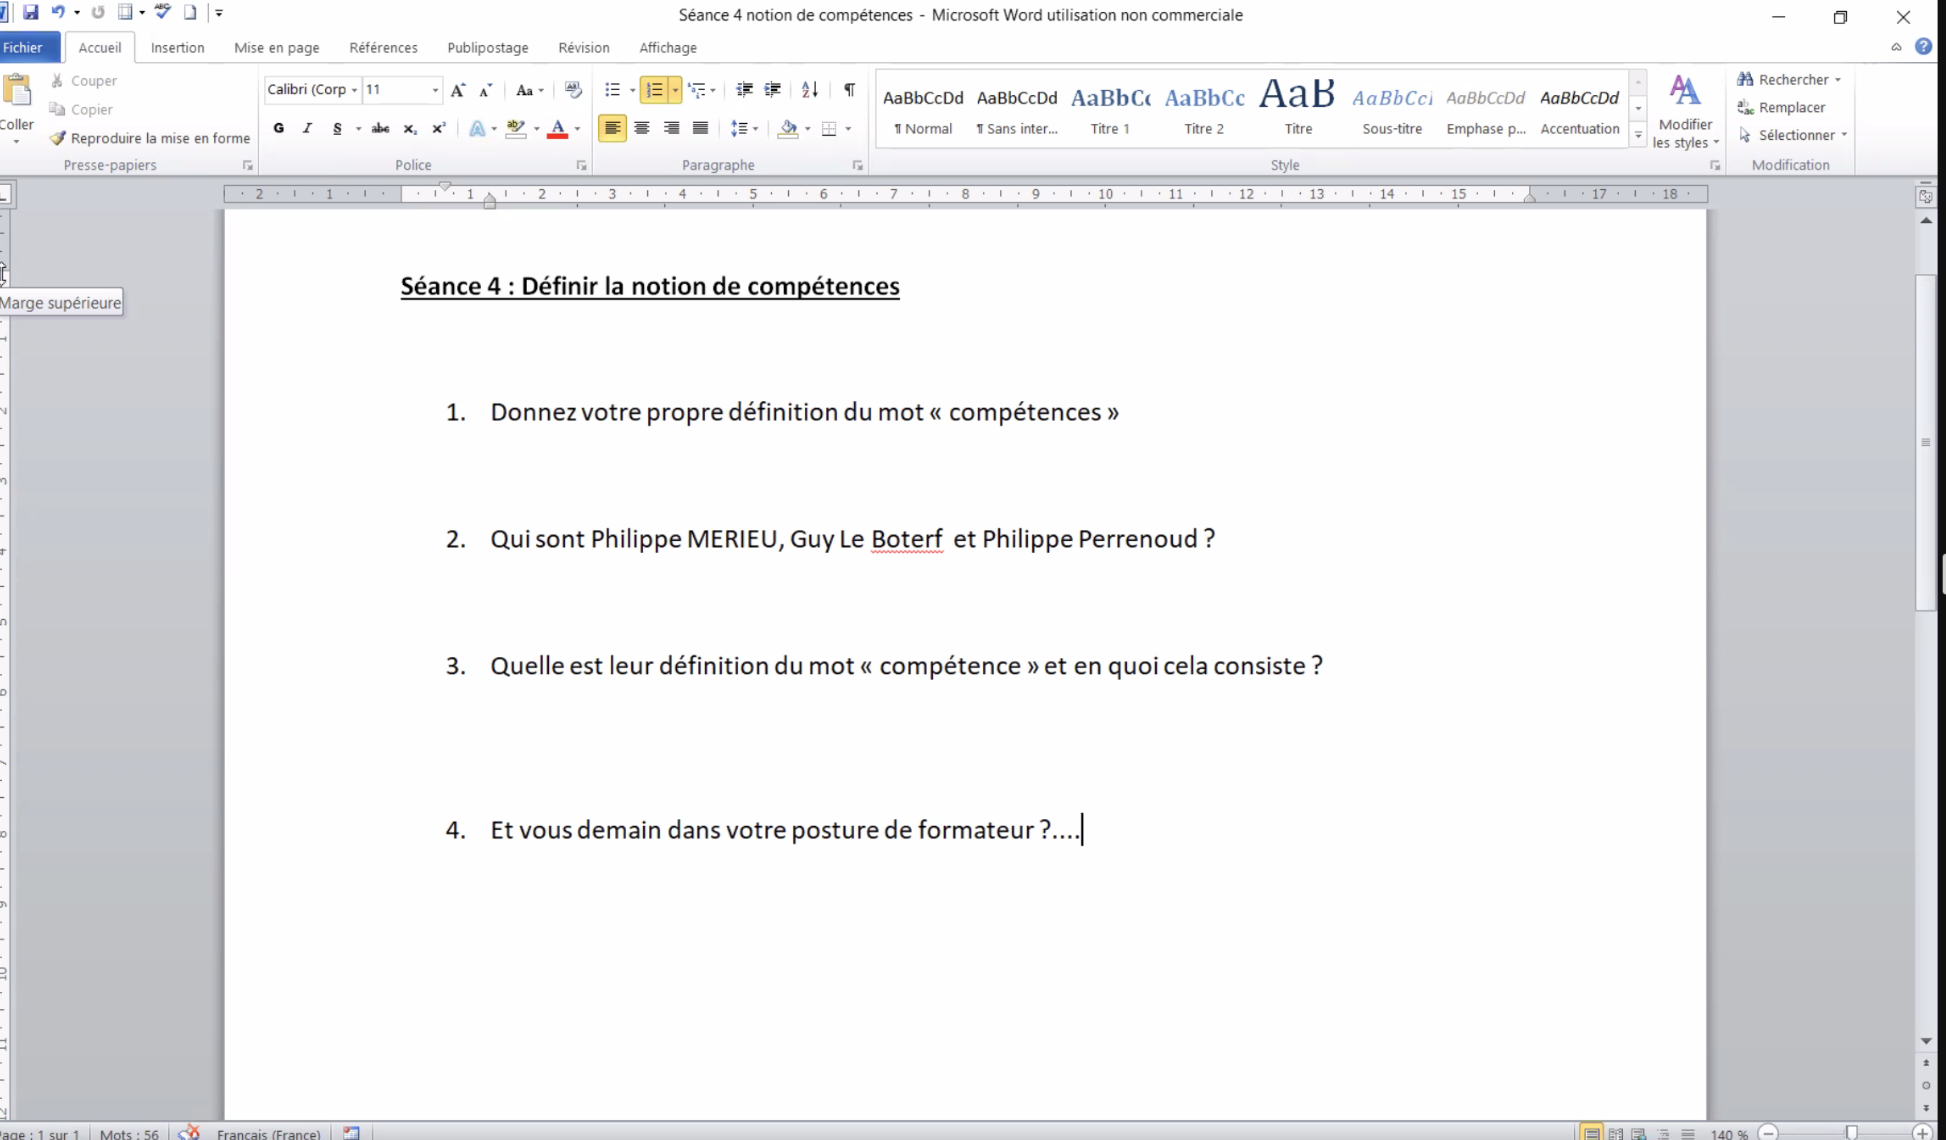 Séance 4 notion de compétences - Microsoft Word utilisation non commerciale
Fichier Accueil Insertion Mise en page Références Publipostage Révision Affichage
Coller
Couper
Copier
Reproduire la mise en forme
Presse-papiers
Calibri (Corp 11
G I S abc x₂ x² A A
Police
Paragraphe
AaBbCcDd AaBbCcDd AaBbCc AaBbCc AaB AaBbCcl AaBbCcDd AaBbCcDd
¶ Normal ¶ Sans inter... Titre 1 Titre 2 Titre Sous-titre Emphase p... Accentuation
Style
Modifier
les styles
Rechercher
Remplacer
Sélectionner
Modification
2 1 1 2 3 4 5 6 7 8 9 10 11 12 13 14 15 17 18
Marge supérieure
Séance 4 : Définir la notion de compétences
1. Donnez votre propre définition du mot « compétences »
2. Qui sont Philippe MERIEU, Guy Le Boterf et Philippe Perrenoud ?
3. Quelle est leur définition du mot « compétence » et en quoi cela consiste ?
4. Et vous demain dans votre posture de formateur ?....
Page : 1 sur 1 Mots : 56 Français (France) 140 %